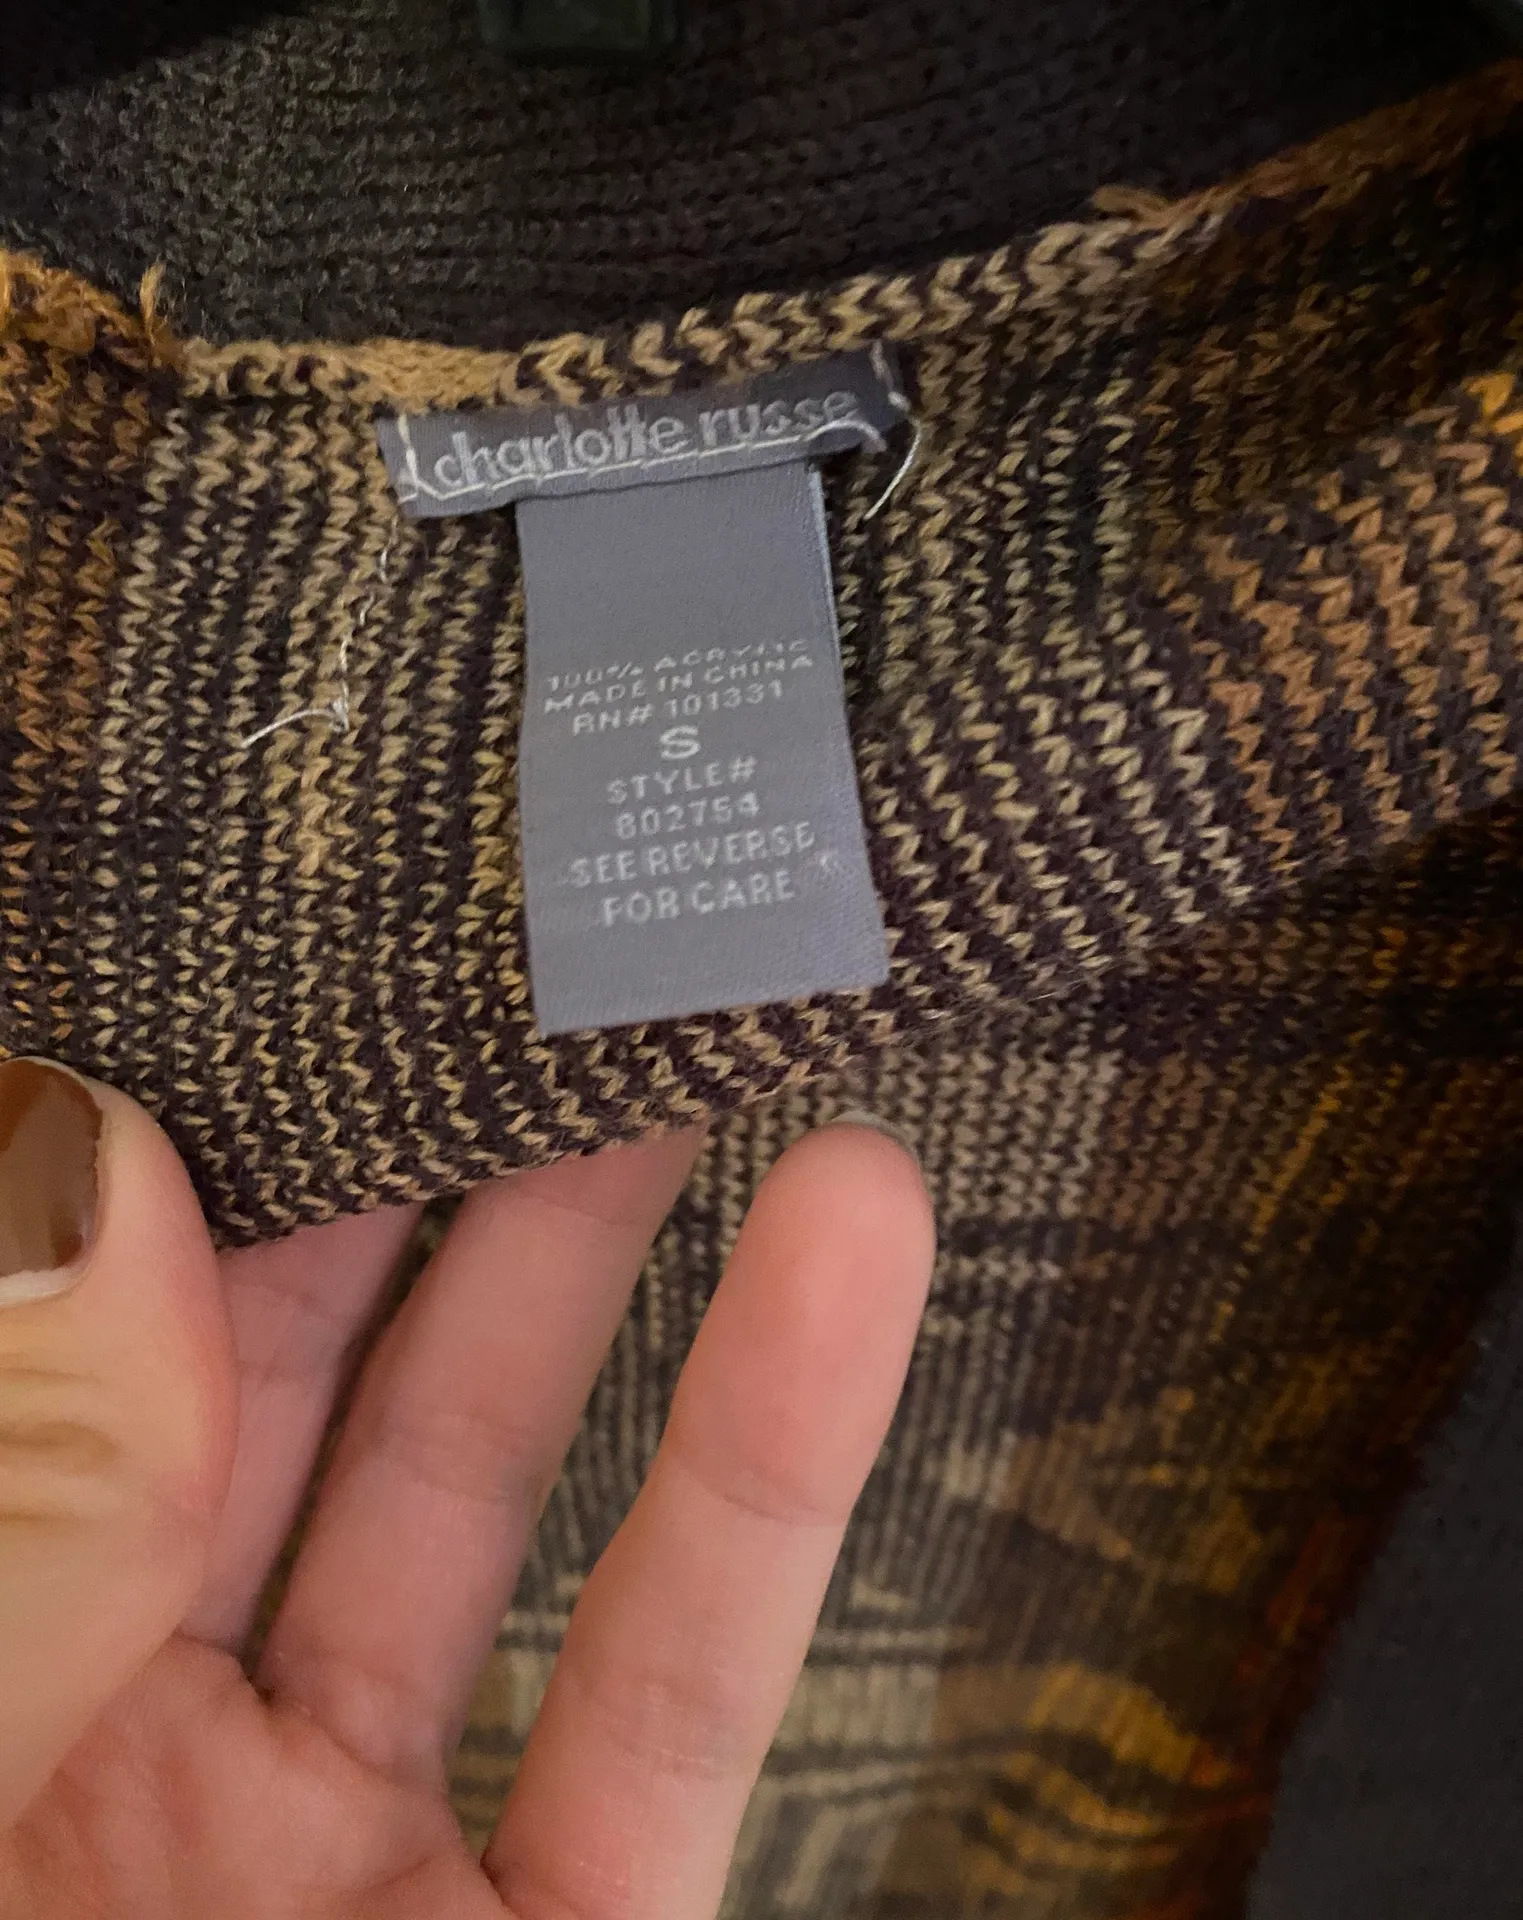 charlotte russe
100% ACRYLIC
MADE IN CHINA
RN# 101331
S
STYLE#
802754
SEE REVERSE
FOR CARE